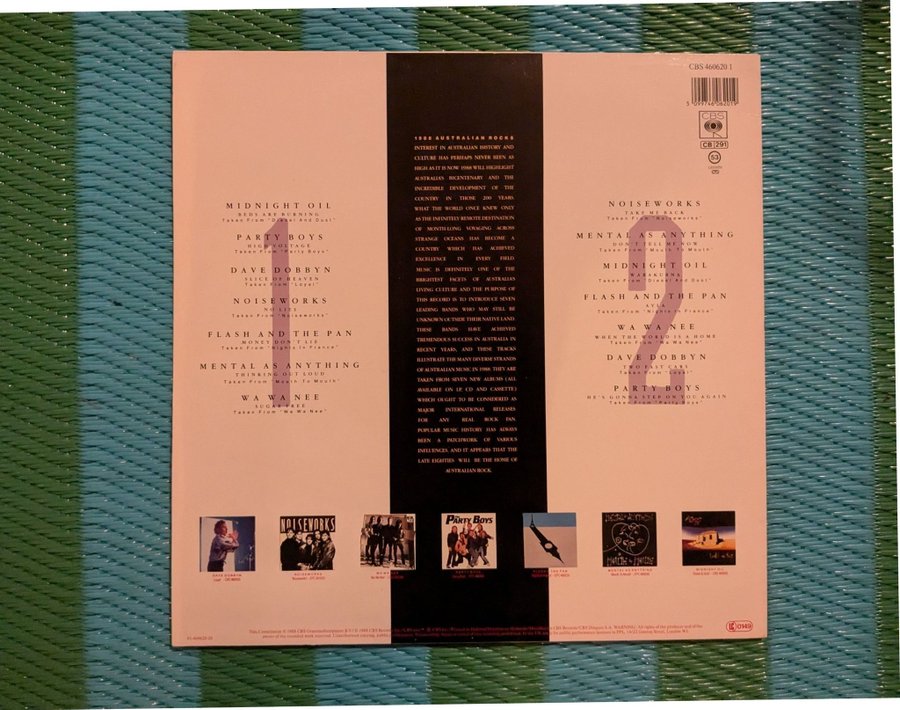 CBS 460620 1
5 099746 062019
CBS
CB 291
53
MIDNIGHT OIL
BEDS ARE BURNING
Taken From "Diesel And Dust"
PARTY BOYS
HIGH VOLTAGE
Taken From "Party Boys"
DAVE DOBBYN
SLICE OF HEAVEN
Taken From "Loyal"
NOISEWORKS
NO LIES
Taken From "Noiseworks"
FLASH AND THE PAN
MONEY DON'T LIE
Taken From "Nights In France"
MENTAL AS ANYTHING
THINKING OUT LOUD
Taken From "Mouth To Mouth"
WA WA NEE
SUGAR FREE
Taken From "Wa Wa Nee"
1
1988 AUSTRALIAN ROCKS
INTEREST IN AUSTRALIAN HISTORY AND
CULTURE HAS PERHAPS NEVER BEEN AS
HIGH AS IT IS NOW. 1988 WILL HIGHLIGHT
AUSTRALIA'S BICENTENARY AND THE
INCREDIBLE DEVELOPMENT OF THE
COUNTRY IN THOSE 200 YEARS.
WHAT THE WORLD ONCE KNEW ONLY
AS THE INFINITELY REMOTE DESTINATION
OF MONTH-LONG VOYAGING ACROSS
STRANGE OCEANS HAS BECOME A
COUNTRY WHICH HAS ACHIEVED
EXCELLENCE IN EVERY FIELD.
MUSIC IS DEFINITELY ONE OF THE
BRIGHTEST FACETS OF AUSTRALIA'S
LIVING CULTURE AND THE PURPOSE OF
THIS RECORD IS TO INTRODUCE SEVEN
LEADING BANDS WHO MAY STILL BE
UNKNOWN OUTSIDE THEIR NATIVE LAND.
THESE BANDS HAVE ACHIEVED
TREMENDOUS SUCCESS IN AUSTRALIA IN
RECENT YEARS, AND THESE TRACKS
ILLUSTRATE THE MANY DIVERSE STRANDS
OF AUSTRALIAN MUSIC IN 1988. THEY ARE
TAKEN FROM SEVEN NEW ALBUMS (ALL
AVAILABLE ON LP, CD AND CASSETTE)
WHICH OUGHT TO BE CONSIDERED AS
MAJOR INTERNATIONAL RELEASES
FOR ANY REAL ROCK FAN.
POPULAR MUSIC HISTORY HAS ALWAYS
BEEN A PATCHWORK OF VARIOUS
INFLUENCES, AND IT APPEARS THAT THE
LATE EIGHTIES WILL BE THE HOME OF
AUSTRALIAN ROCK
NOISEWORKS
TAKE ME BACK
Taken From "Noiseworks"
MENTAL AS ANYTHING
DON'T TELL ME NOW
Taken From "Mouth To Mouth"
MIDNIGHT OIL
WARAKURNA
Taken From "Diesel And Dust"
FLASH AND THE PAN
AYLA
Taken From "Nights In France"
WA WA NEE
WHEN THE WORLD IS A HOME
Taken From "Wa Wa Nee"
DAVE DOBBYN
TWO FAST CARS
Taken From "Loyal"
PARTY BOYS
HE'S GONNA STEP ON YOU AGAIN
Taken From "Party Boys"
2
NOISEWORKS
The PARTY BOYS
DAVE DOBBYN
NOISEWORKS
MENTAL AS ANYTHING
MIDNIGHT OIL
0149